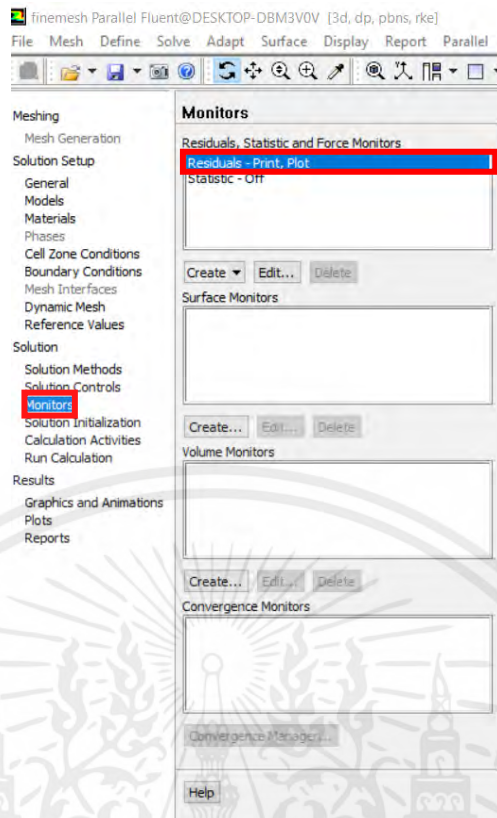 finemesh Parallel Fluent@DESKTOP-DBM3V0V [3d, dp, pbns, rke]
File Mesh Define Solve Adapt Surface Display Report Parallel
Meshing
Mesh Generation
Solution Setup
General
Models
Materials
Phases
Cell Zone Conditions
Boundary Conditions
Mesh Interfaces
Dynamic Mesh
Reference Values
Solution
Solution Methods
Solution Controls
Monitors
Solution Initialization
Calculation Activities
Run Calculation
Results
Graphics and Animations
Plots
Reports
Monitors
Residuals, Statistic and Force Monitors
Residuals - Print, Plot
Statistic - Off
Create Edit... Delete
Surface Monitors
Create... Edit... Delete
Volume Monitors
Create... Edit... Delete
Convergence Monitors
Convergence Manager...
Help